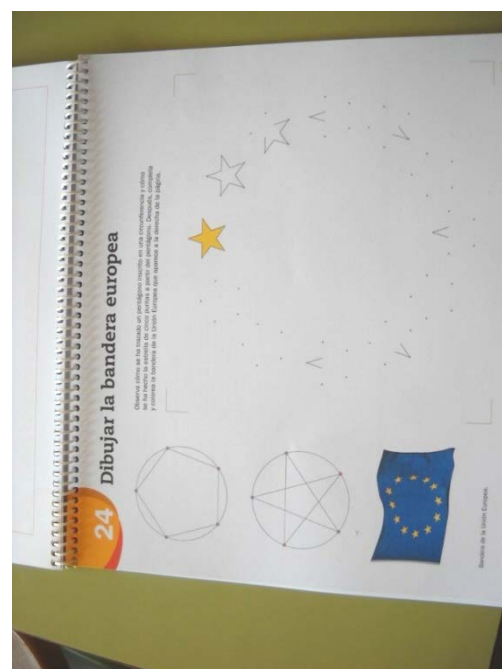 24
Dibujar la bandera europea
Observa cómo se ha trazado un pentágono inscrito en una circunferencia y cómo
se ha hecho la estrella de cinco puntas a partir del pentágono. Después, completa
y colorea la bandera de la Unión Europea que aparece a la derecha de la página.
Bandera de la Unión Europea.